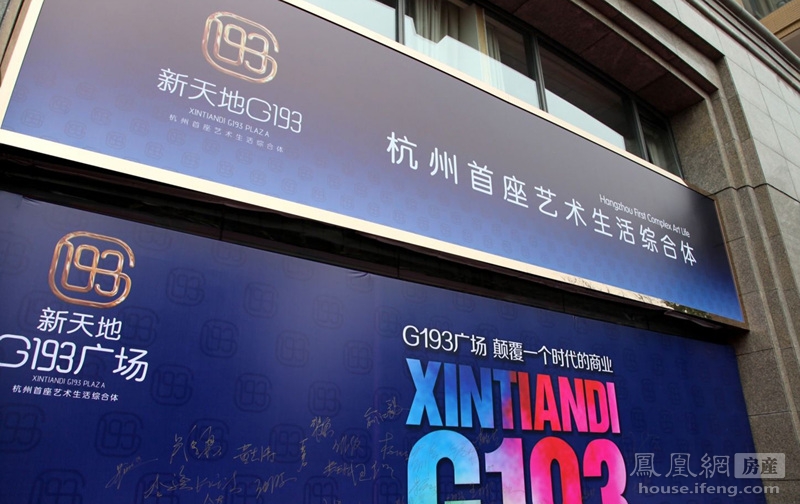 193
新天地G193
XINTIANDI G193 PLAZA
杭州首座艺术生活综合体
杭州首座艺术生活综合体
Hangzhou First Complex Art Life
193
新天地
G193广场
XINTIANDI G193 PLAZA
杭州首座艺术生活综合体
G193广场 颠覆一个时代的商业
XINTIANDI
G193
鳳凰網房产
house.ifeng.com